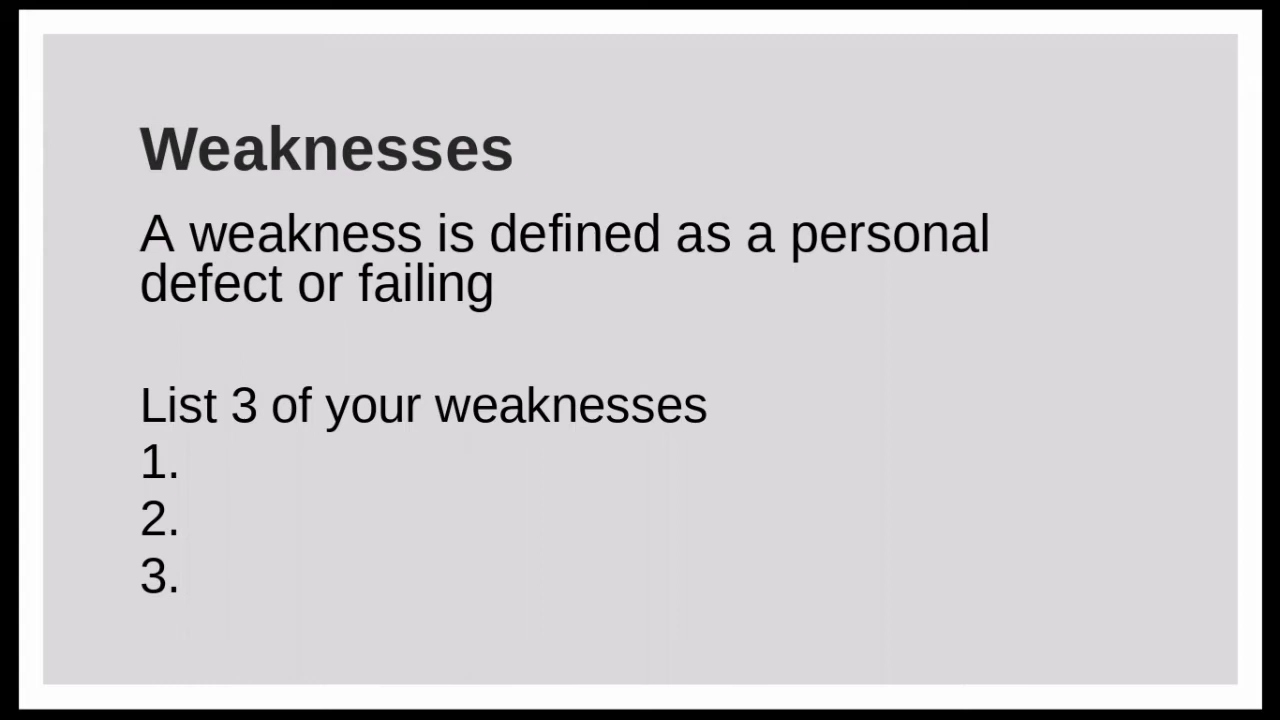 Weaknesses
A weakness is defined as a personal
defect or failing
List 3 of your weaknesses
1.
2.
3.